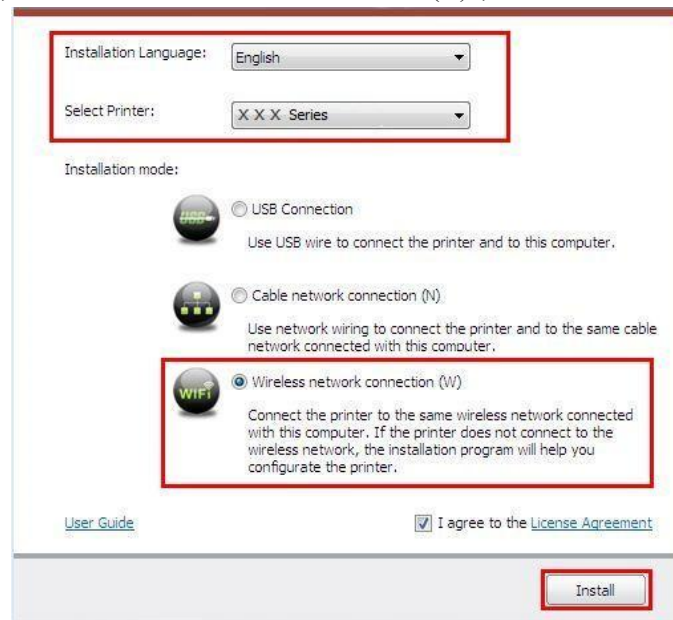 Installation Language: English
Select Printer: X X X Series
Installation mode:
USB
USB Connection
Use USB wire to connect the printer and to this computer.
Cable network connection (N)
Use network wiring to connect the printer and to the same cable
network connected with this computer.
WIFI
Wireless network connection (W)
Connect the printer to the same wireless network connected
with this computer. If the printer does not connect to the
wireless network, the installation program will help you
configurate the printer.
User Guide
I agree to the License Agreement
Install